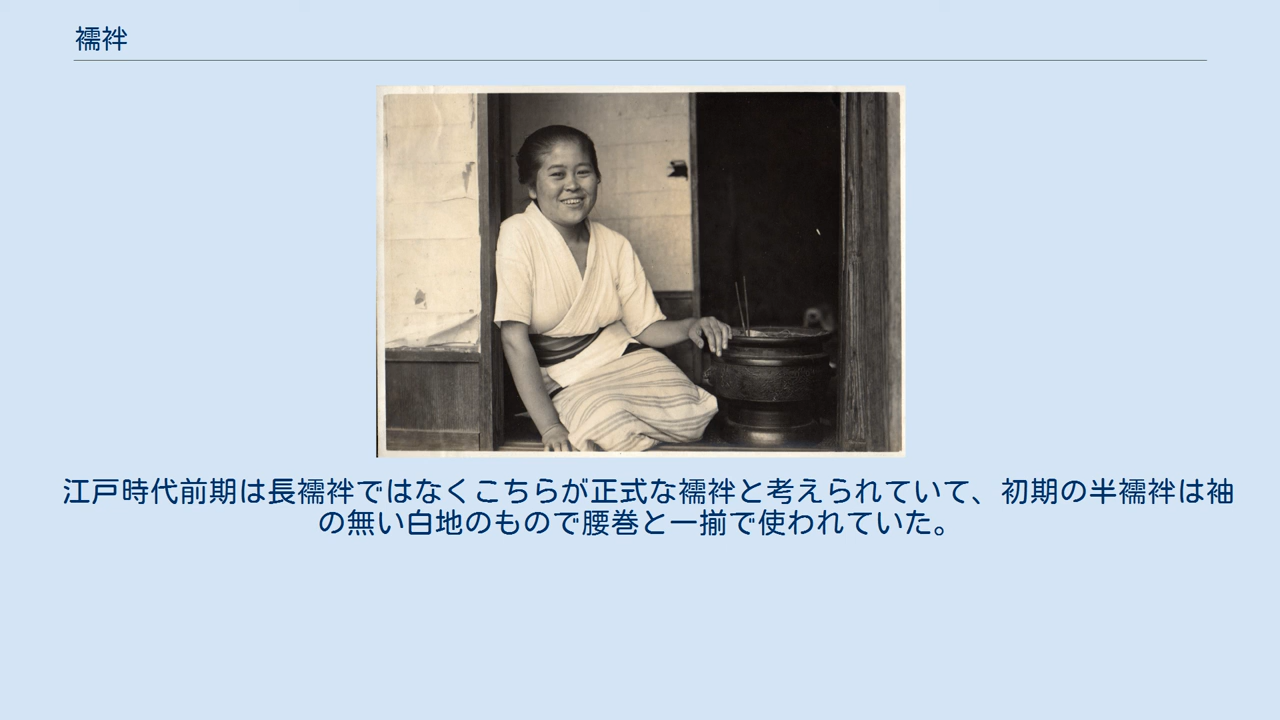 襦袢
江戸時代前期は長襦袢ではなくこちらが正式な襦袢と考えられていて、初期の半襦袢は袖
の無い白地のもので腰巻と一揃で使われていた。